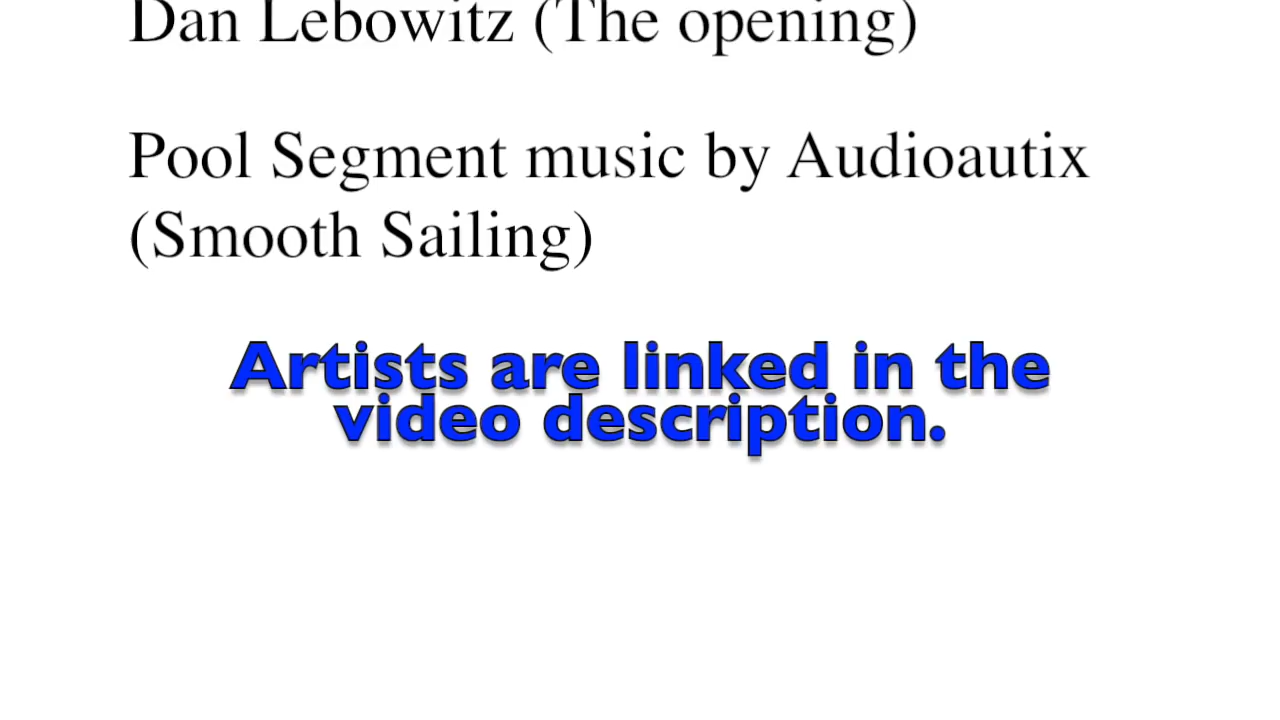 Dan Lebowitz (The opening)
Pool Segment music by Audioautix
(Smooth Sailing)
Artists are linked in the
video description.